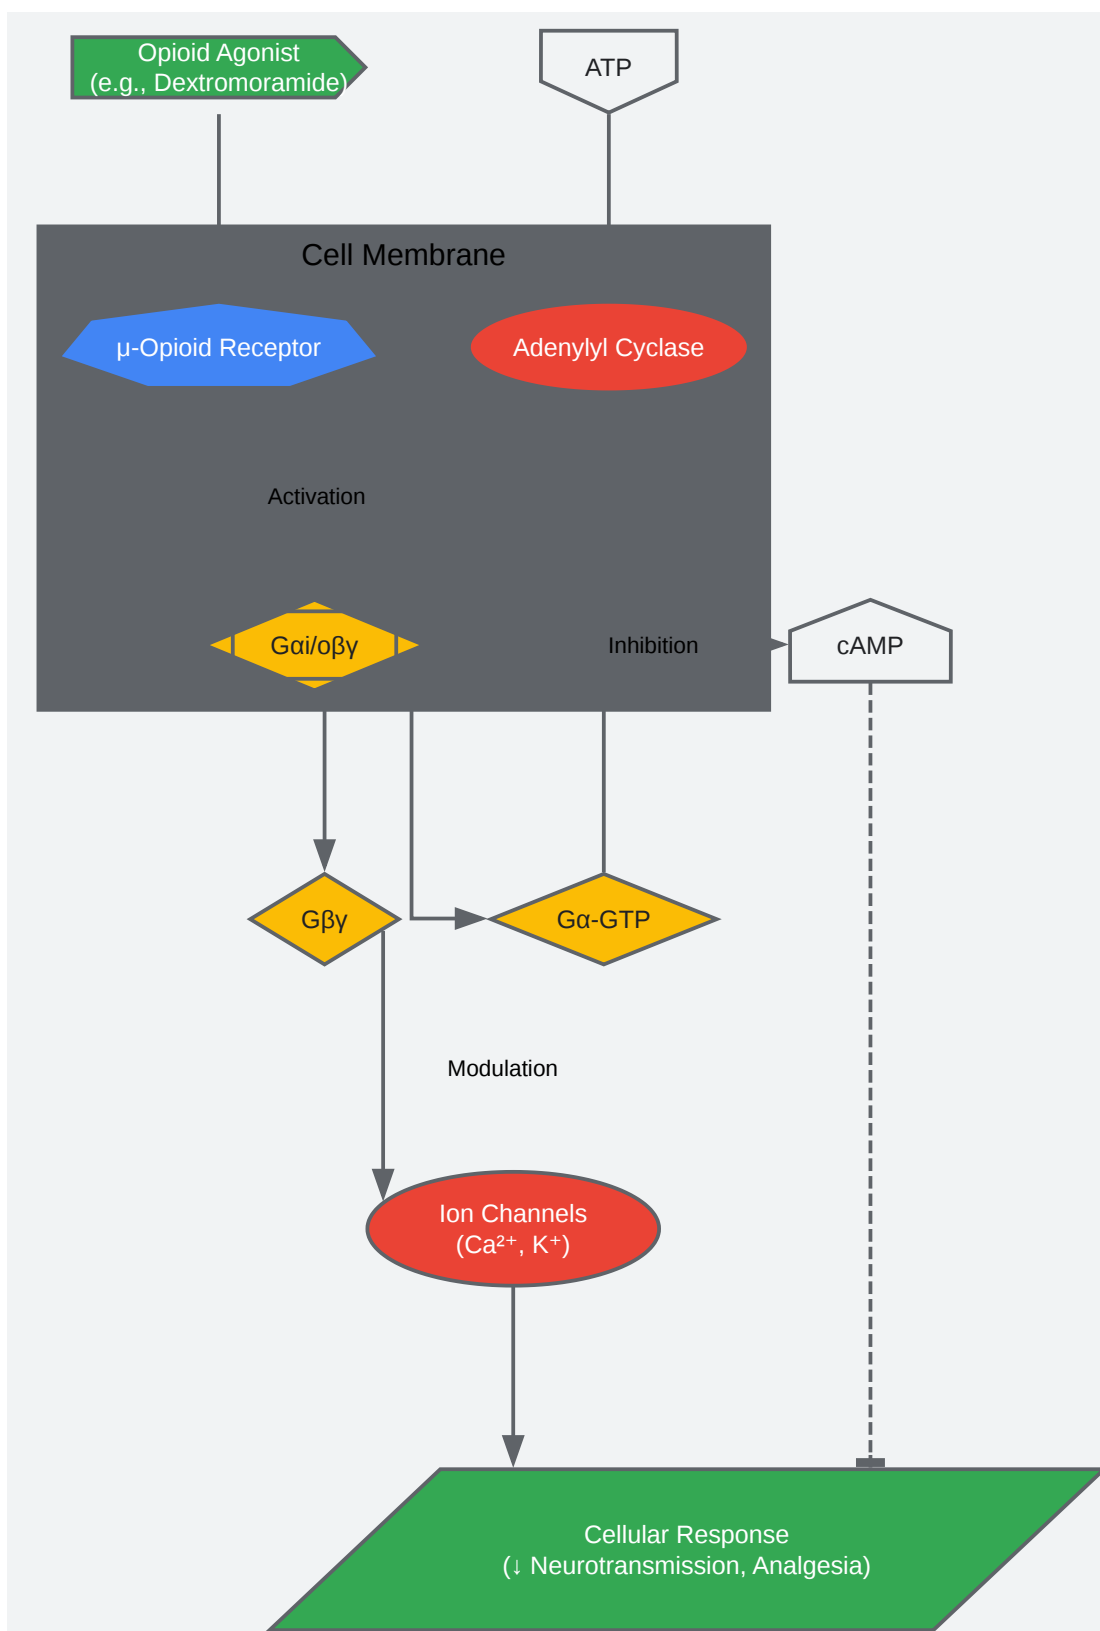 Opioid Agonist
(e.g., Dextromoramide)
ATP
Cell Membrane
μ-Opioid Receptor
Adenylyl Cyclase
Activation
Gαi/oβγ
Inhibition
cAMP
Gβγ
Gα-GTP
Modulation
Ion Channels
(Ca²⁺, K⁺)
Cellular Response
(↓ Neurotransmission, Analgesia)